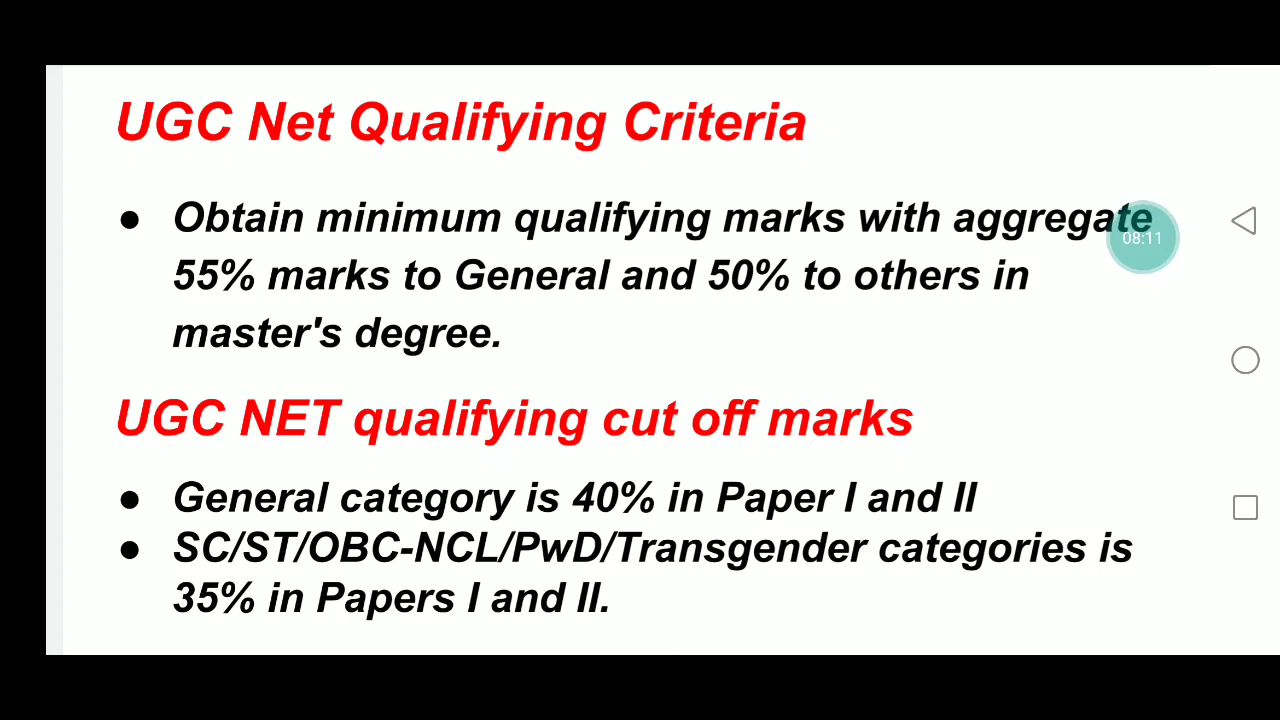 UGC Net Qualifying Criteria
● Obtain minimum qualifying marks with aggregate
08:11
55% marks to General and 50% to others in
master's degree.
UGC NET qualifying cut off marks
● General category is 40% in Paper I and II
● SC/ST/OBC-NCL/PwD/Transgender categories is
35% in Papers I and II.